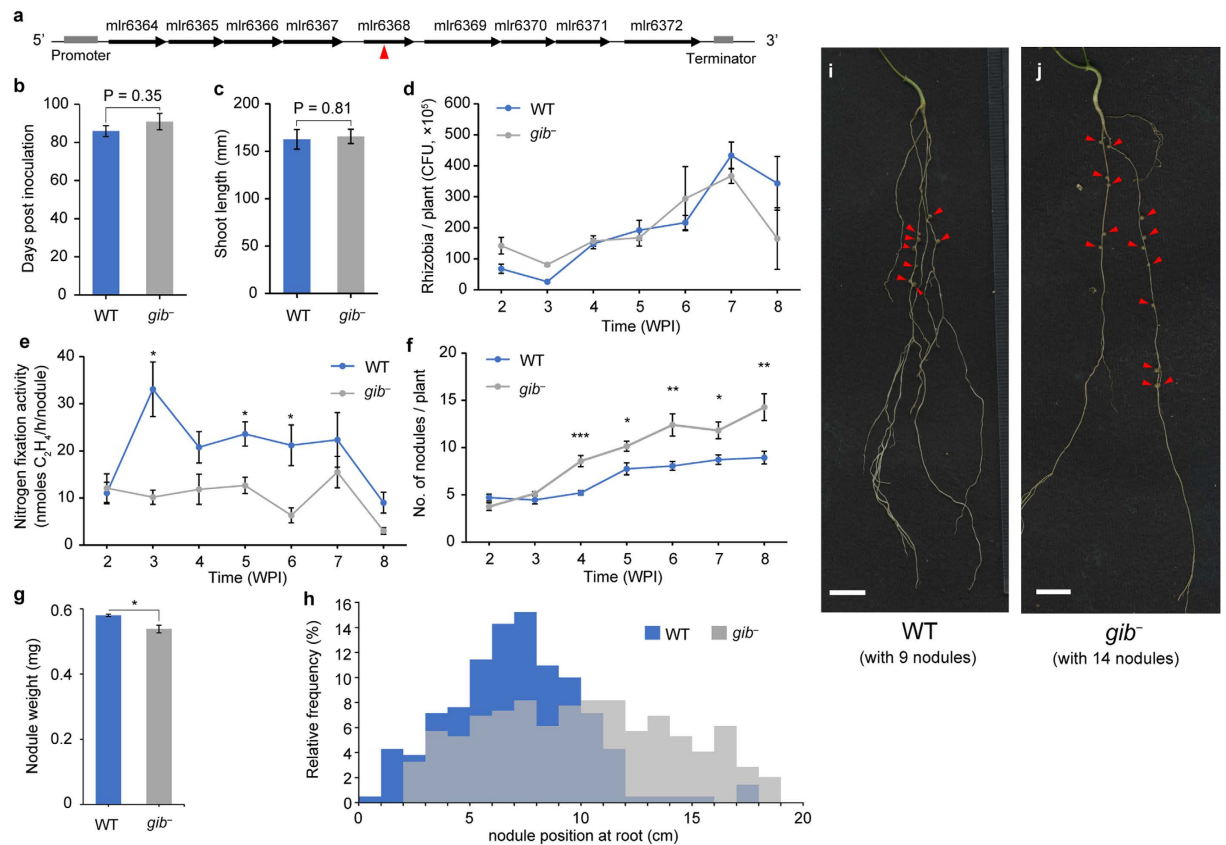 a
mlr6364 mlr6365 mlr6366 mlr6367 mlr6368 mlr6369 mlr6370 mlr6371 mlr6372
5’ 3’
Promoter Terminator
b
P = 0.35
Days post inoculation
120
100
80
60
40
20
0
WT gib⁻
c
P = 0.81
Shoot length (mm)
200
150
100
50
0
WT gib⁻
d
WT
gib⁻
Rhizobia / plant (CFU, ×10⁵)
600
500
400
300
200
100
0
2 3 4 5 6 7 8
Time (WPI)
e
WT
gib⁻
Nitrogen fixation activity
(nmoles C₂H₄/h/nodule)
40
30
20
10
0
* * *
2 3 4 5 6 7 8
Time (WPI)
f
WT
gib⁻
No. of nodules / plant
20
15
10
5
0
*** * ** * **
2 3 4 5 6 7 8
Time (WPI)
g
*
Nodule weight (mg)
0.6
0.4
0.2
0
WT gib⁻
h
WT gib⁻
Relative frequency (%)
16
14
12
10
8
6
4
2
0
0 5 10 15 20
nodule position at root (cm)
i
WT
(with 9 nodules)
j
gib⁻
(with 14 nodules)